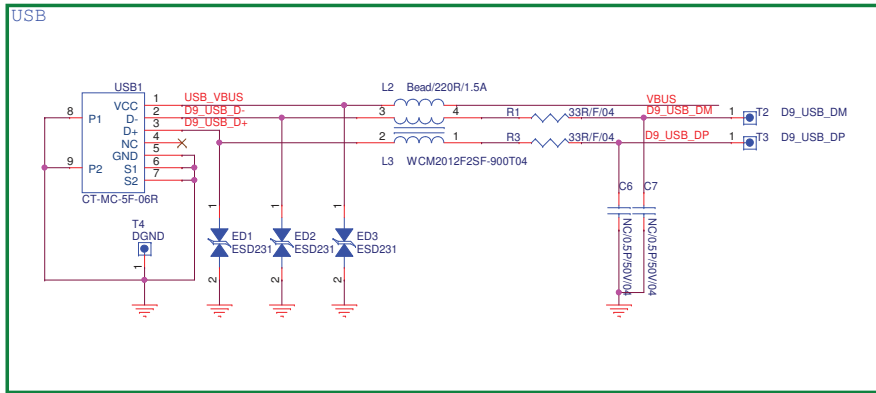 USB
USB1
VCC
D-
D+
NC
GND
S1
S2
P1
P2
8
9
1
2
3
4
5
6
7
CT-MC-5F-06R
USB_VBUS
D9_USB_D-
D9_USB_D+
L2 Bead/220R/1.5A
3 4
2 1
L3 WCM2012F2SF-900T04
R1 33R/F/04
R3 33R/F/04
VBUS
D9_USB_DM
D9_USB_DP
1 T2 D9_USB_DM
1 T3 D9_USB_DP
T4
DGND
1
1
ED1
ESD231
2
1
ED2
ESD231
2
1
ED3
ESD231
2
C6
NC/0.5P/50V/04
C7
NC/0.5P/50V/04